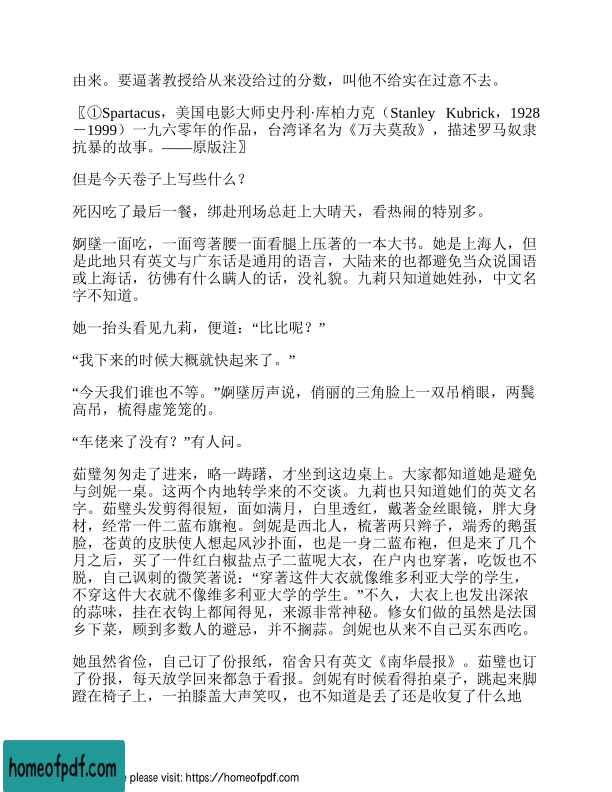 由来。要逼著教授给从来没给过的分数，叫他不给实在过意不去。
〖①Spartacus，美国电影大师史丹利·库柏力克（Stanley Kubrick，1928
－1999）一九六零年的作品，台湾译名为《万夫莫敌》，描述罗马奴隶
抗暴的故事。——原版注〗
但是今天卷子上写些什么？
死囚吃了最后一餐，绑赴刑场总赶上大晴天，看热闹的特别多。
婀墜一面吃，一面弯著腰一面看腿上压著的一本大书。她是上海人，但
是此地只有英文与广东话是通用的语言，大陆来的也都避免当众说国语
或上海话，彷佛有什么瞒人的话，没礼貌。九莉只知道她姓孙，中文名
字不知道。
她一抬头看见九莉，便道：“比比呢？”
“我下来的时候大概就快起来了。”
“今天我们谁也不等。”婀墜厉声说，俏丽的三角脸上一双吊梢眼，两鬓
高吊，梳得虚笼笼的。
“车佬来了没有？”有人问。
茹璧匆匆走了进来，略一踌躇，才坐到这边桌上。大家都知道她是避免
与剑妮一桌。这两个内地转学来的不交谈。九莉也只知道她们的英文名
字。茹璧头发剪得很短，面如满月，白里透红，戴著金丝眼镜，胖大身
材，经常一件二蓝布旗袍。剑妮是西北人，梳著两只辫子，端秀的鹅蛋
脸，苍黄的皮肤使人想起风沙扑面，也是一身二蓝布袍，但是来了几个
月之后，买了一件红白椒盐点子二蓝呢大衣，在户内也穿著，吃饭也不
脱，自己讽刺的微笑著说：“穿著这件大衣就像维多利亚大学的学生，
不穿这件大衣就不像维多利亚大学的学生。”不久，大衣上也发出深浓
的蒜味，挂在衣钩上都闻得见，来源非常神秘。修女们做的虽然是法国
乡下菜，顾到多数人的避忌，并不搁蒜。剑妮也从来不自己买东西吃。
她虽然省俭，自己订了份报纸，宿舍只有英文《南华晨报》。茹璧也订
了份报，每天放学回来都急于看报。剑妮有时候看得拍桌子，跳起来脚
蹬在椅子上，一拍膝盖大声笑叹，也不知道是丢了还是收复了什么地
homeofpdf.com
please visit: https://homeofpdf.com